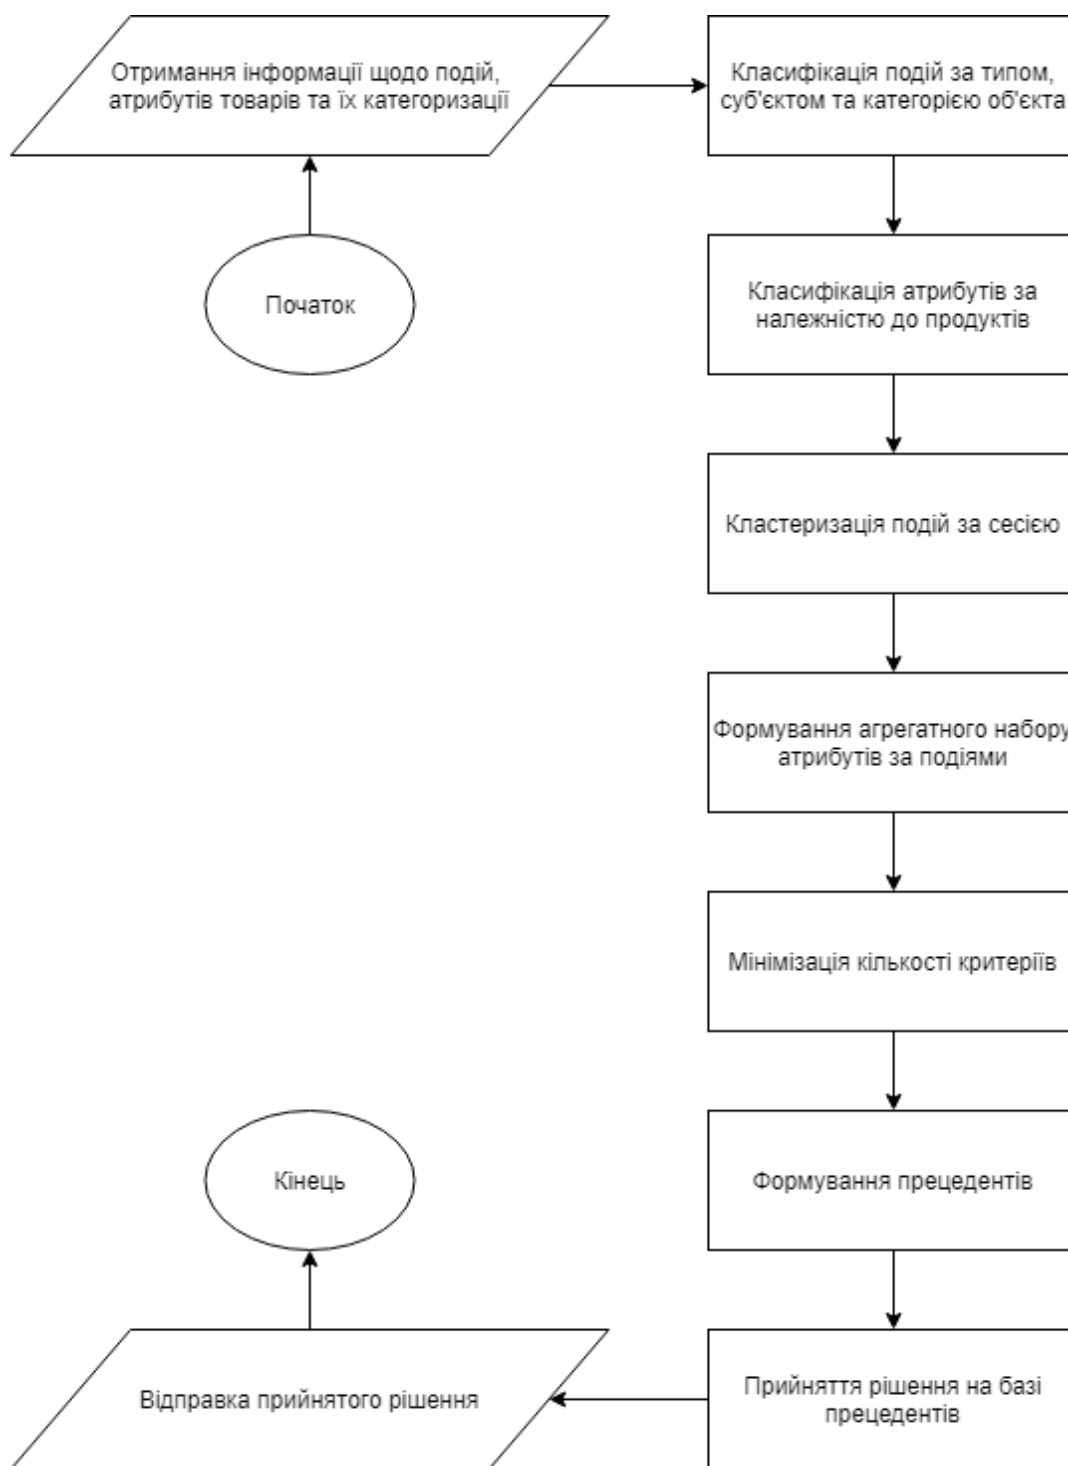 Отримання інформації щодо подій,
атрибутів товарів та їх категоризації
Класифікація подій за типом,
суб'єктом та категорією об'єкта
Початок
Класифікація атрибутів за
належністю до продуктів
Кластеризація подій за сесією
Формування агрегатного набору
атрибутів за подіями
Мінімізація кількості критеріїв
Кінець
Формування прецедентів
Відправка прийнятого рішення
Прийняття рішення на базі
прецедентів